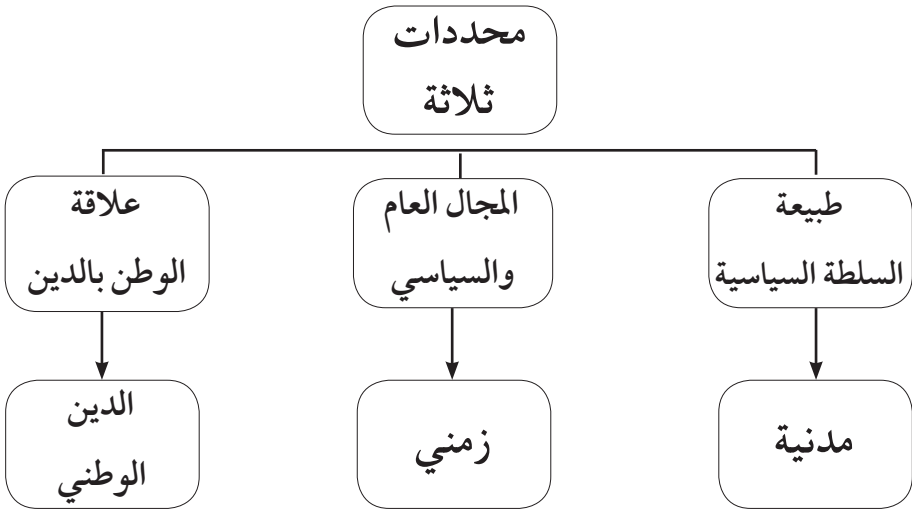 محددات
ثلاثة
طبيعة
السلطة السياسية
المجال العام
والسياسي
علاقة
الوطن بالدين
مدنية
زمني
الدين
الوطني